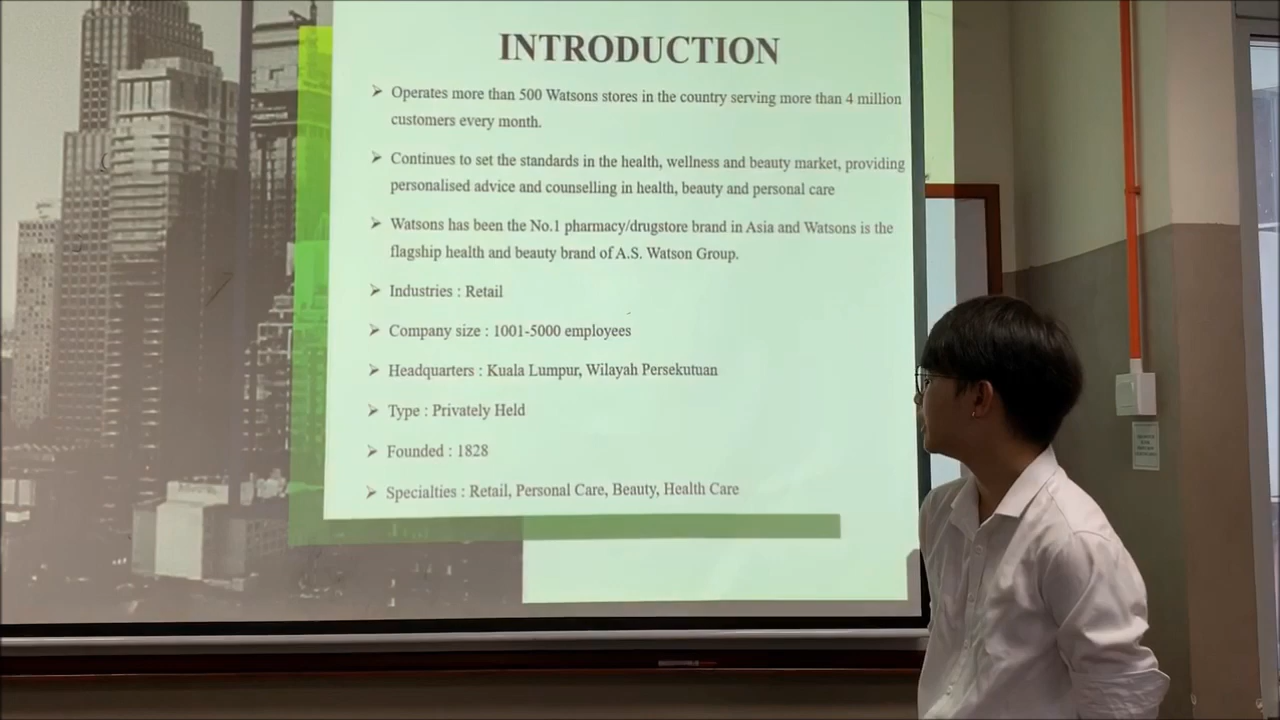 INTRODUCTION
➢ Operates more than 500 Watsons stores in the country serving more than 4 million
customers every month.
➢ Continues to set the standards in the health, wellness and beauty market, providing
personalised advice and counselling in health, beauty and personal care
➢ Watsons has been the No.1 pharmacy/drugstore brand in Asia and Watsons is the
flagship health and beauty brand of A.S. Watson Group.
➢ Industries : Retail
➢ Company size : 1001-5000 employees
➢ Headquarters : Kuala Lumpur, Wilayah Persekutuan
➢ Type : Privately Held
➢ Founded : 1828
➢ Specialties : Retail, Personal Care, Beauty, Health Care